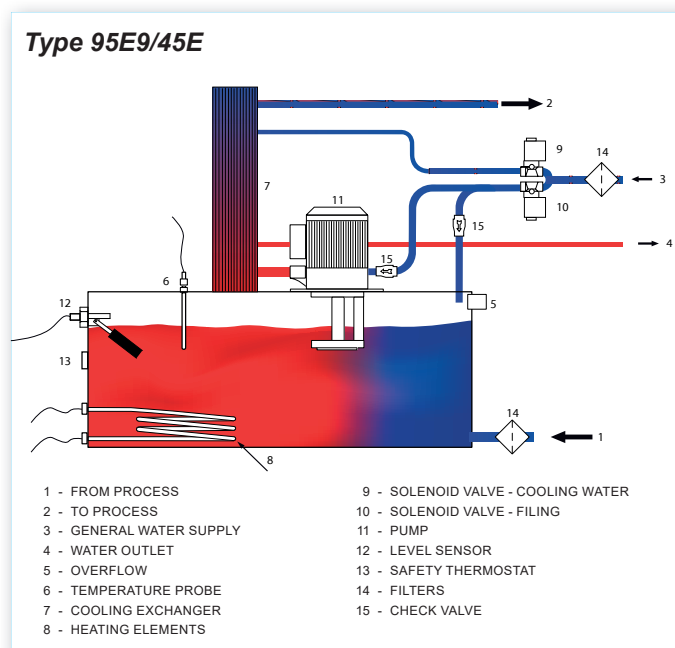 Type 95E9/45E
2
9
14
3
7
11
10
15
15
4
6
5
12
13
14
1
8
1 - FROM PROCESS
2 - TO PROCESS
3 - GENERAL WATER SUPPLY
4 - WATER OUTLET
5 - OVERFLOW
6 - TEMPERATURE PROBE
7 - COOLING EXCHANGER
8 - HEATING ELEMENTS
9 - SOLENOID VALVE - COOLING WATER
10 - SOLENOID VALVE - FILING
11 - PUMP
12 - LEVEL SENSOR
13 - SAFETY THERMOSTAT
14 - FILTERS
15 - CHECK VALVE